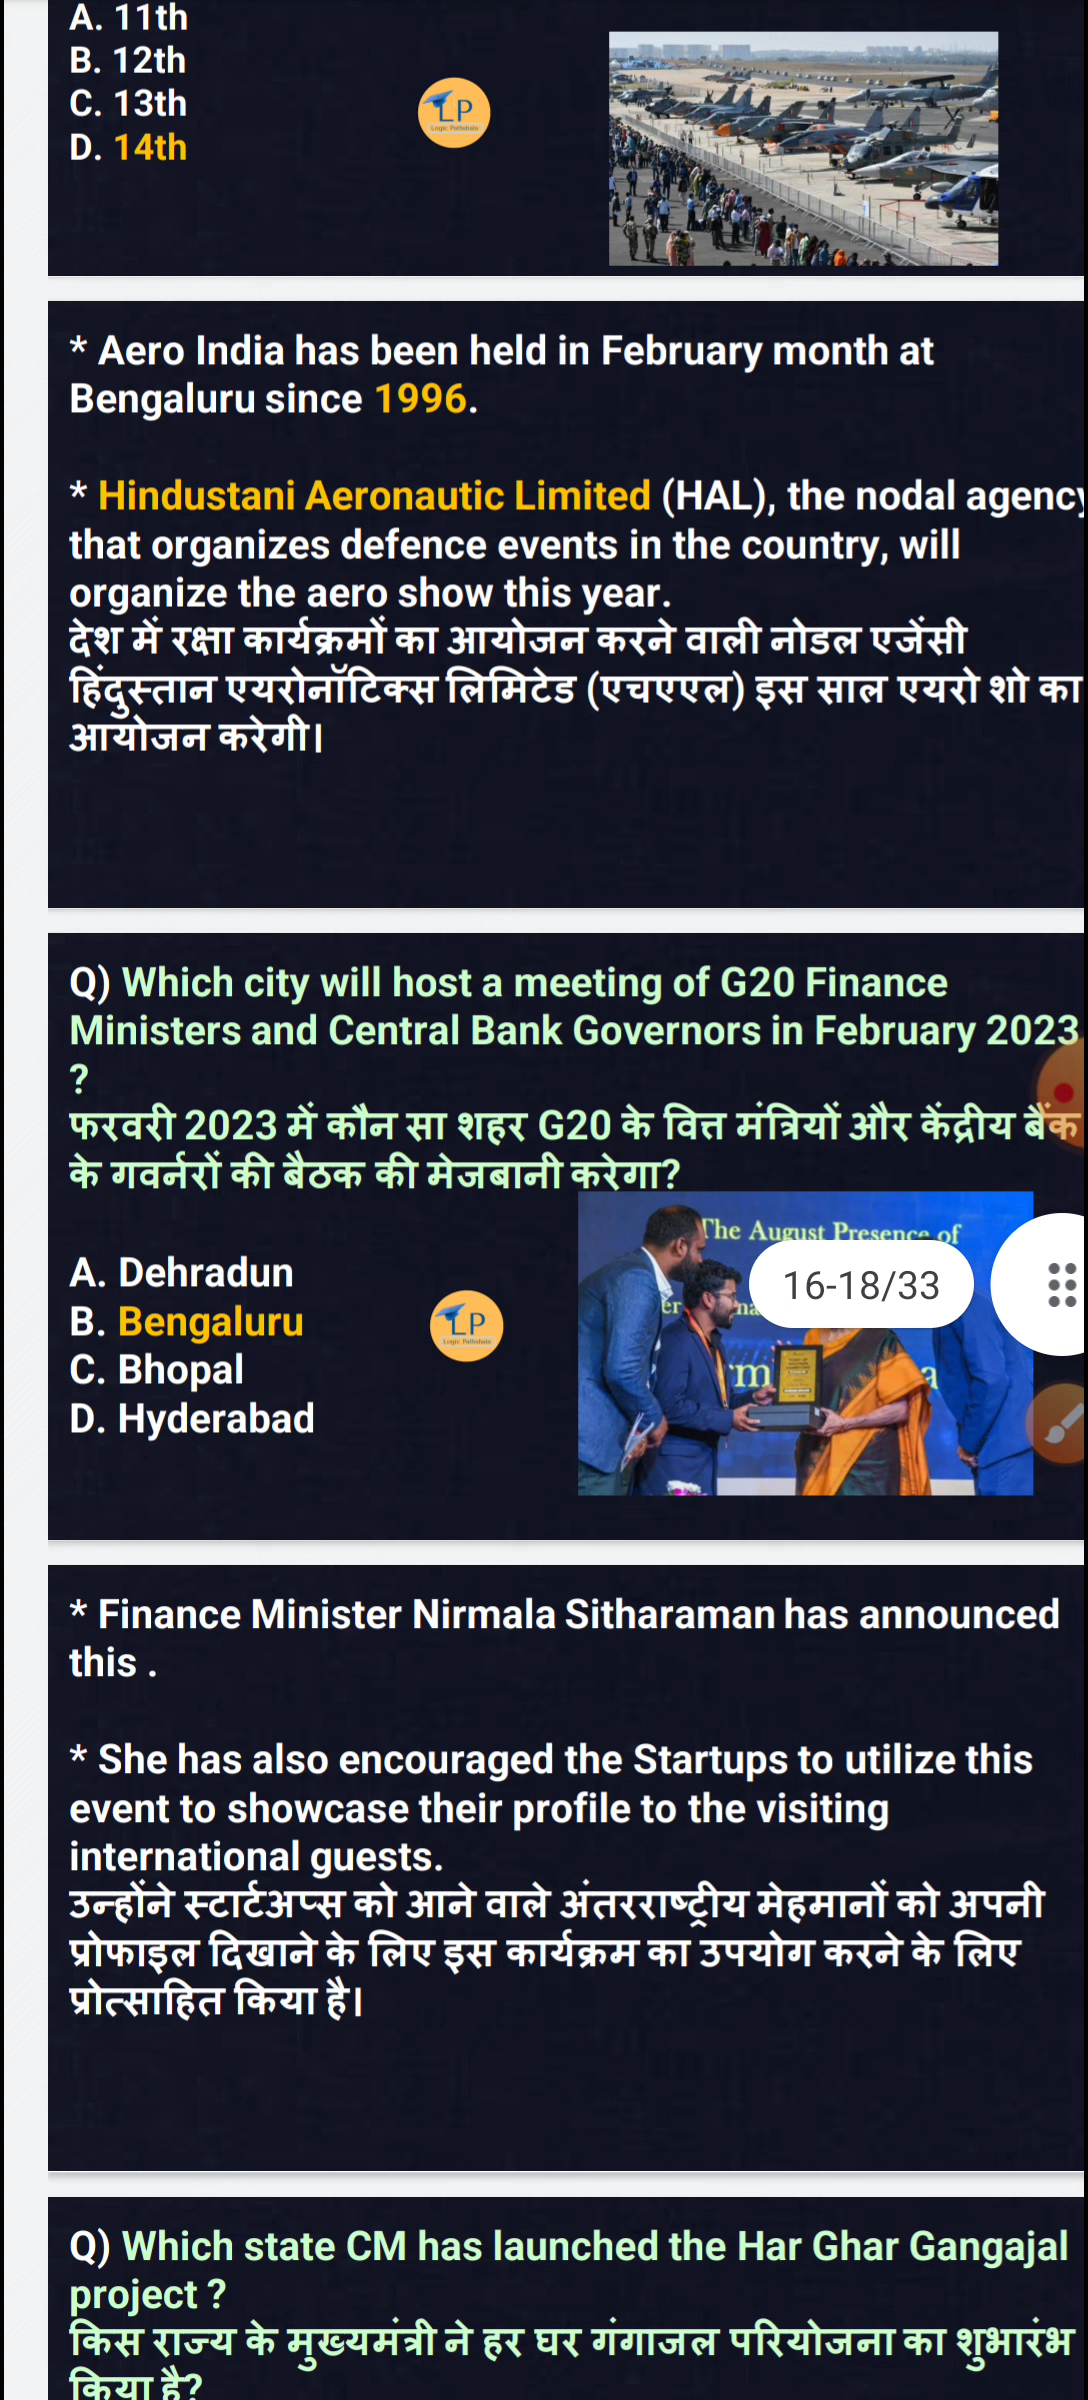 A. 11th
B. 12th
C. 13th
D. 14th
LP
Logic Pathshala
* Aero India has been held in February month at
Bengaluru since 1996.
* Hindustani Aeronautic Limited (HAL), the nodal agency
that organizes defence events in the country, will
organize the aero show this year.
देश में रक्षा कार्यक्रमों का आयोजन करने वाली नोडल एजेंसी
हिंदुस्तान एयरोनॉटिक्स लिमिटेड (एचएएल) इस साल एयरो शो का
आयोजन करेगी।
Q) Which city will host a meeting of G20 Finance
Ministers and Central Bank Governors in February 2023
?
फरवरी 2023 में कौन सा शहर G20 के वित्त मंत्रियों और केंद्रीय बैंक
के गवर्नरों की बैठक की मेजबानी करेगा?
The August Presence of
16-18/33
A. Dehradun
B. Bengaluru
C. Bhopal
D. Hyderabad
LP
Logic Pathshala
* Finance Minister Nirmala Sitharaman has announced
this .
* She has also encouraged the Startups to utilize this
event to showcase their profile to the visiting
international guests.
उन्होंने स्टार्टअप्स को आने वाले अंतरराष्ट्रीय मेहमानों को अपनी
प्रोफाइल दिखाने के लिए इस कार्यक्रम का उपयोग करने के लिए
प्रोत्साहित किया है।
Q) Which state CM has launched the Har Ghar Gangajal
project ?
किस राज्य के मुख्यमंत्री ने हर घर गंगाजल परियोजना का शुभारंभ
किया है?